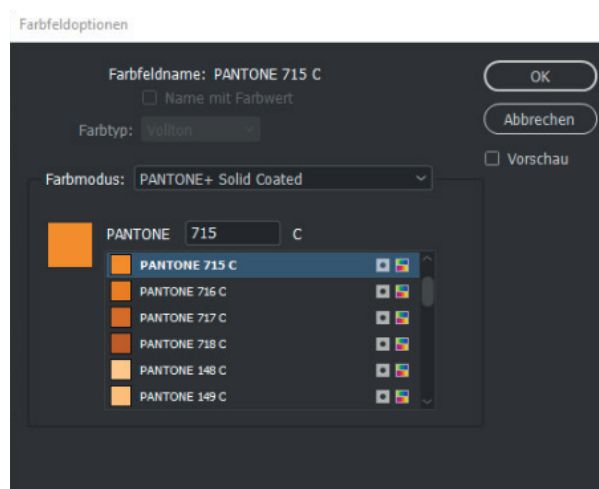 Farbfeldoptionen
Farbfeldname: PANTONE 715 C
Name mit Farbwert
Farbtyp: Vollton
Farbmodus: PANTONE+ Solid Coated
PANTONE 715 C
PANTONE 715 C
PANTONE 716 C
PANTONE 717 C
PANTONE 718 C
PANTONE 148 C
PANTONE 149 C
OK
Abbrechen
Vorschau